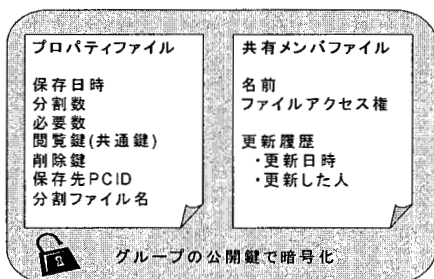 プロパティファイル
保存日時
分割数
必要数
閲覧鍵(共通鍵)
削除鍵
保存先PCID
分割ファイル名
共有メンバファイル
名前
ファイルアクセス権
更新履歴
・更新日時
・更新した人
グループの公開鍵で暗号化